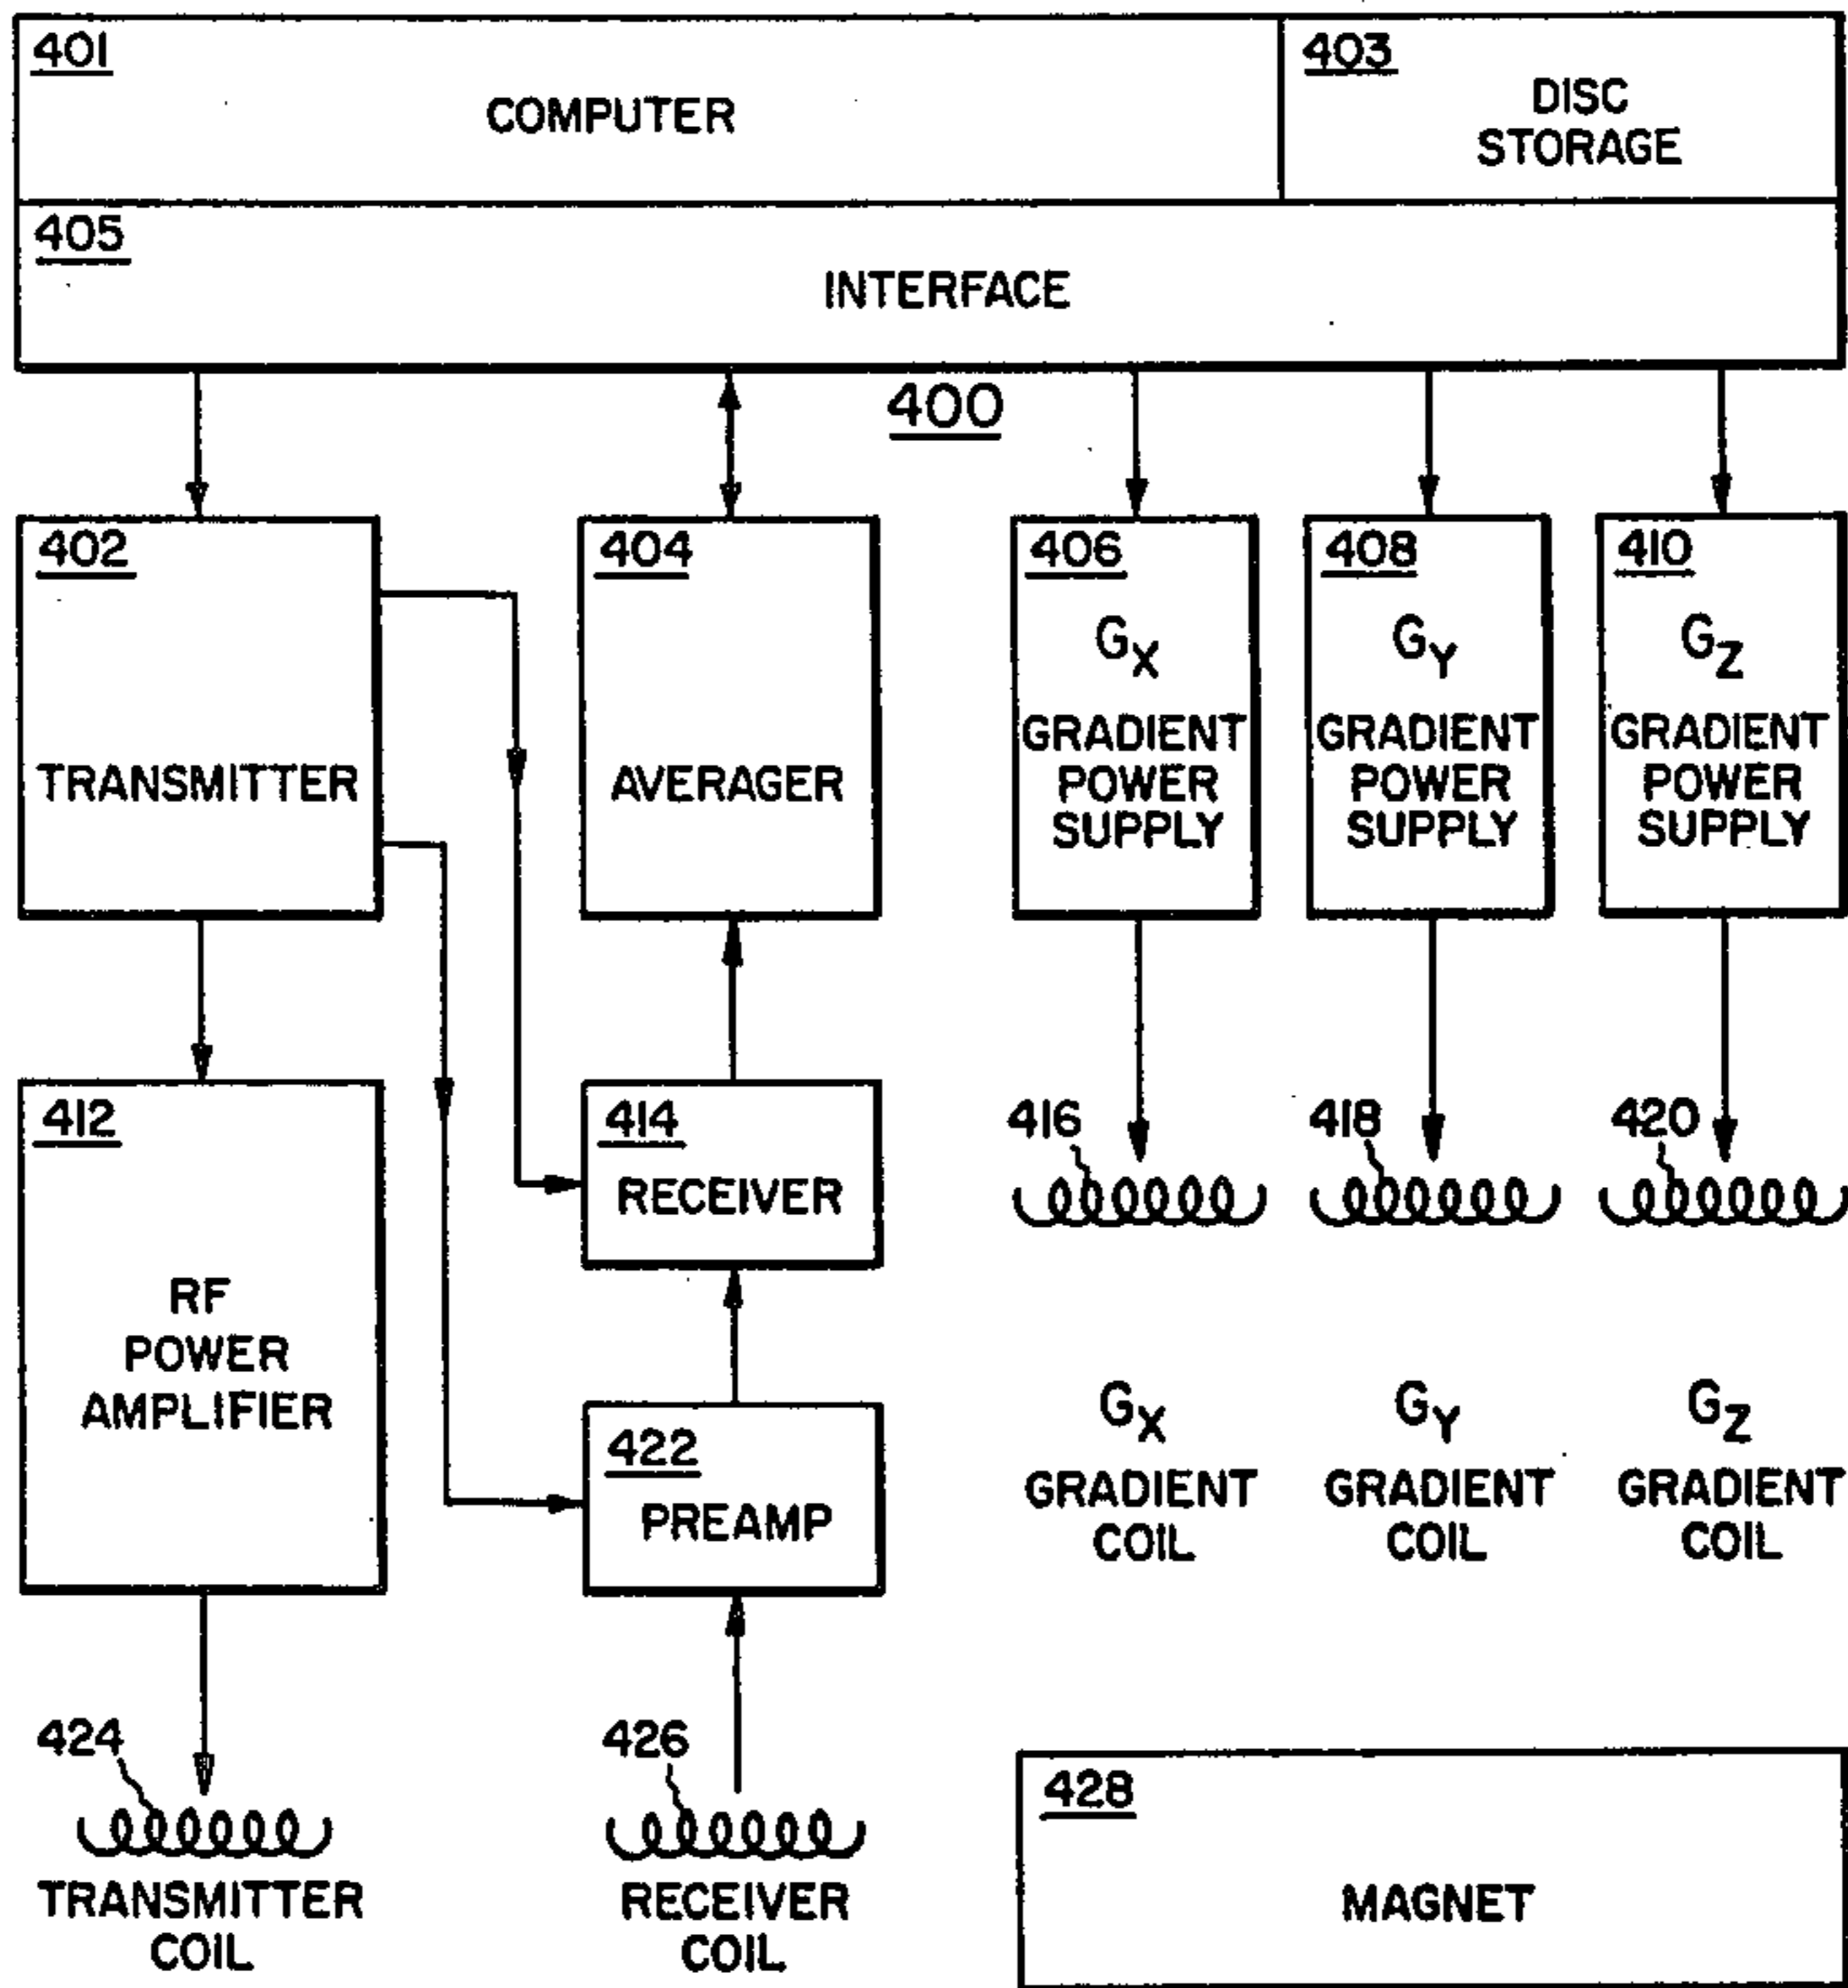 401
COMPUTER
403
DISC
STORAGE
405
INTERFACE
400
402
TRANSMITTER
404
AVERAGER
406
GX
GRADIENT
POWER
SUPPLY
408
GY
GRADIENT
POWER
SUPPLY
410
GZ
GRADIENT
POWER
SUPPLY
412
RF
POWER
AMPLIFIER
414
RECEIVER
416
418
420
422
PREAMP
GX
GRADIENT
COIL
GY
GRADIENT
COIL
GZ
GRADIENT
COIL
424
TRANSMITTER
COIL
426
RECEIVER
COIL
428
MAGNET